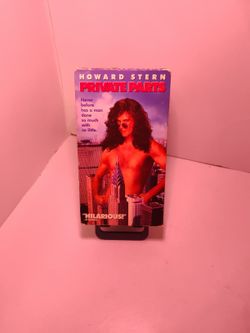 HOWARD STERN
PRIVATE PARTS
Never
before
has a man
done
so much
with
so little.
"HILARIOUS!"